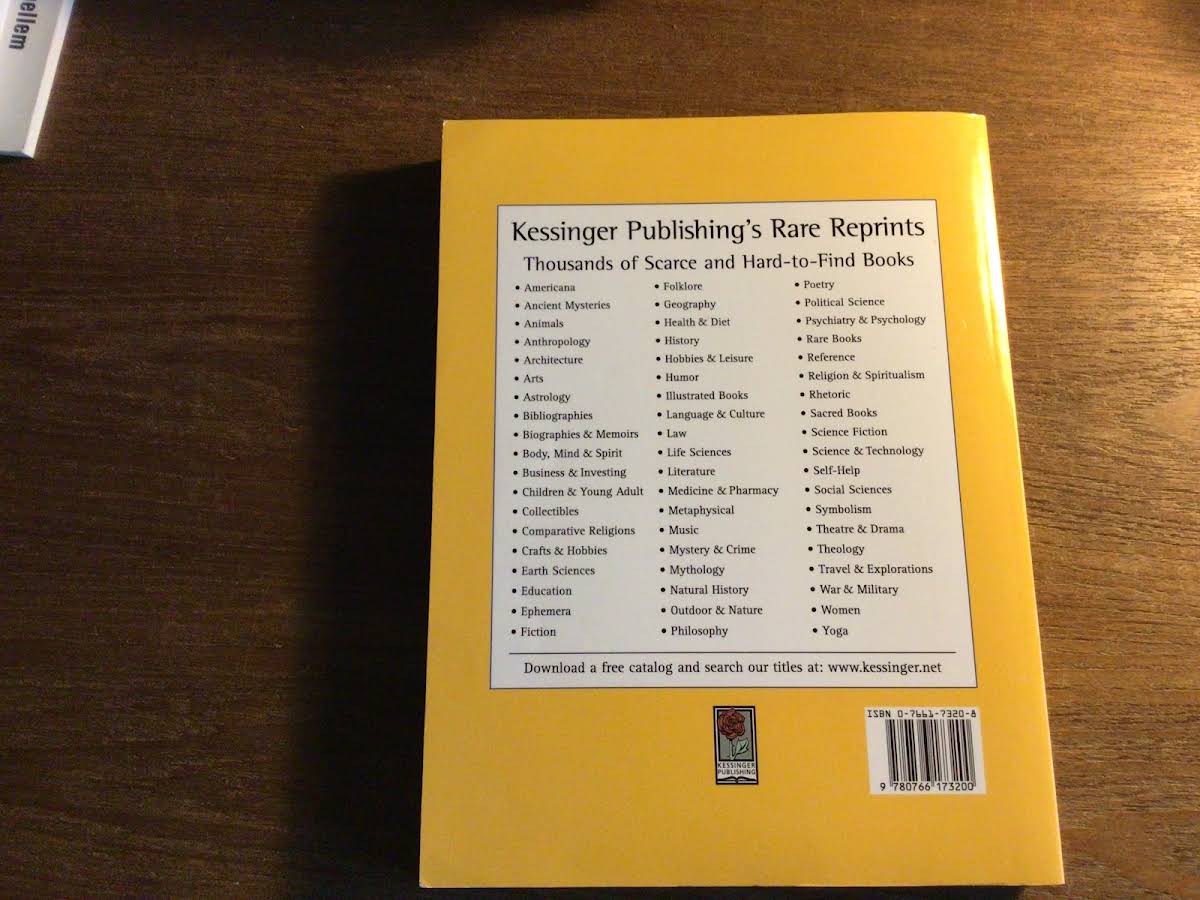 ellem
Kessinger Publishing's Rare Reprints
Thousands of Scarce and Hard-to-Find Books
• Americana
• Ancient Mysteries
• Animals
• Anthropology
• Architecture
• Arts
• Astrology
• Bibliographies
• Biographies & Memoirs
• Body, Mind & Spirit
• Business & Investing
• Children & Young Adult
• Collectibles
• Comparative Religions
• Crafts & Hobbies
• Earth Sciences
• Education
• Ephemera
• Fiction
• Folklore
• Geography
• Health & Diet
• History
• Hobbies & Leisure
• Humor
• Illustrated Books
• Language & Culture
• Law
• Life Sciences
• Literature
• Medicine & Pharmacy
• Metaphysical
• Music
• Mystery & Crime
• Mythology
• Natural History
• Outdoor & Nature
• Philosophy
• Poetry
• Political Science
• Psychiatry & Psychology
• Rare Books
• Reference
• Religion & Spiritualism
• Rhetoric
• Sacred Books
• Science Fiction
• Science & Technology
• Self-Help
• Social Sciences
• Symbolism
• Theatre & Drama
• Theology
• Travel & Explorations
• War & Military
• Women
• Yoga
Download a free catalog and search our titles at: www.kessinger.net
KESSINGER
PUBLISHING
ISBN 0-7661-7320-8
9 780766 173200